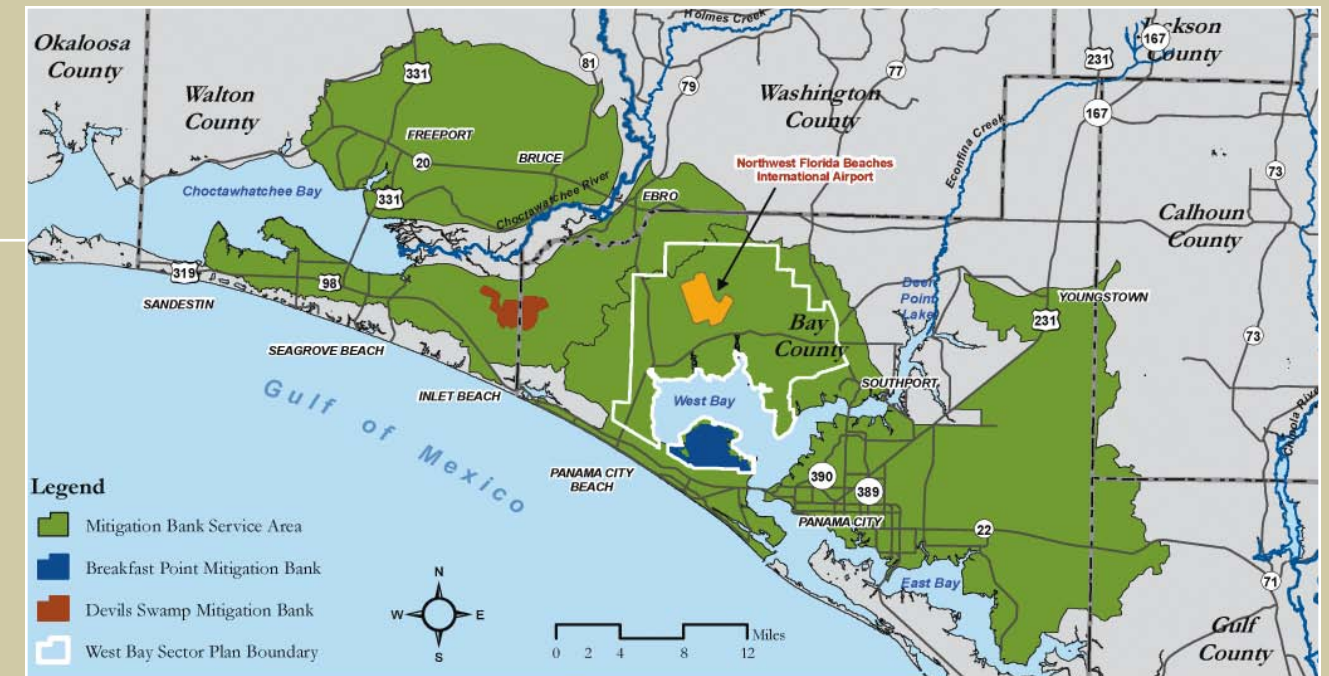 Okaloosa
County
Walton
County
Holmes Creek
Jackson
County
Washington
County
331
81
79
77
231
167
167
FREEPORT
20
BRUCE
Choctawhatchee River
EBRO
Northwest Florida Beaches
International Airport
Econfina Creek
73
Calhoun
County
Choctawhatchee Bay
331
319
98
SANDESTIN
SEAGROVE BEACH
INLET BEACH
Deer
Point
Lake
YOUNGSTOWN
231
Bay
County
73
SOUTHPORT
West Bay
Gulf of Mexico
PANAMA CITY
BEACH
390
389
PANAMA CITY
22
East Bay
Chipola River
71
Gulf
County
Legend
Mitigation Bank Service Area
Breakfast Point Mitigation Bank
Devils Swamp Mitigation Bank
West Bay Sector Plan Boundary
N
W
E
S
Miles
0 2 4 8 12